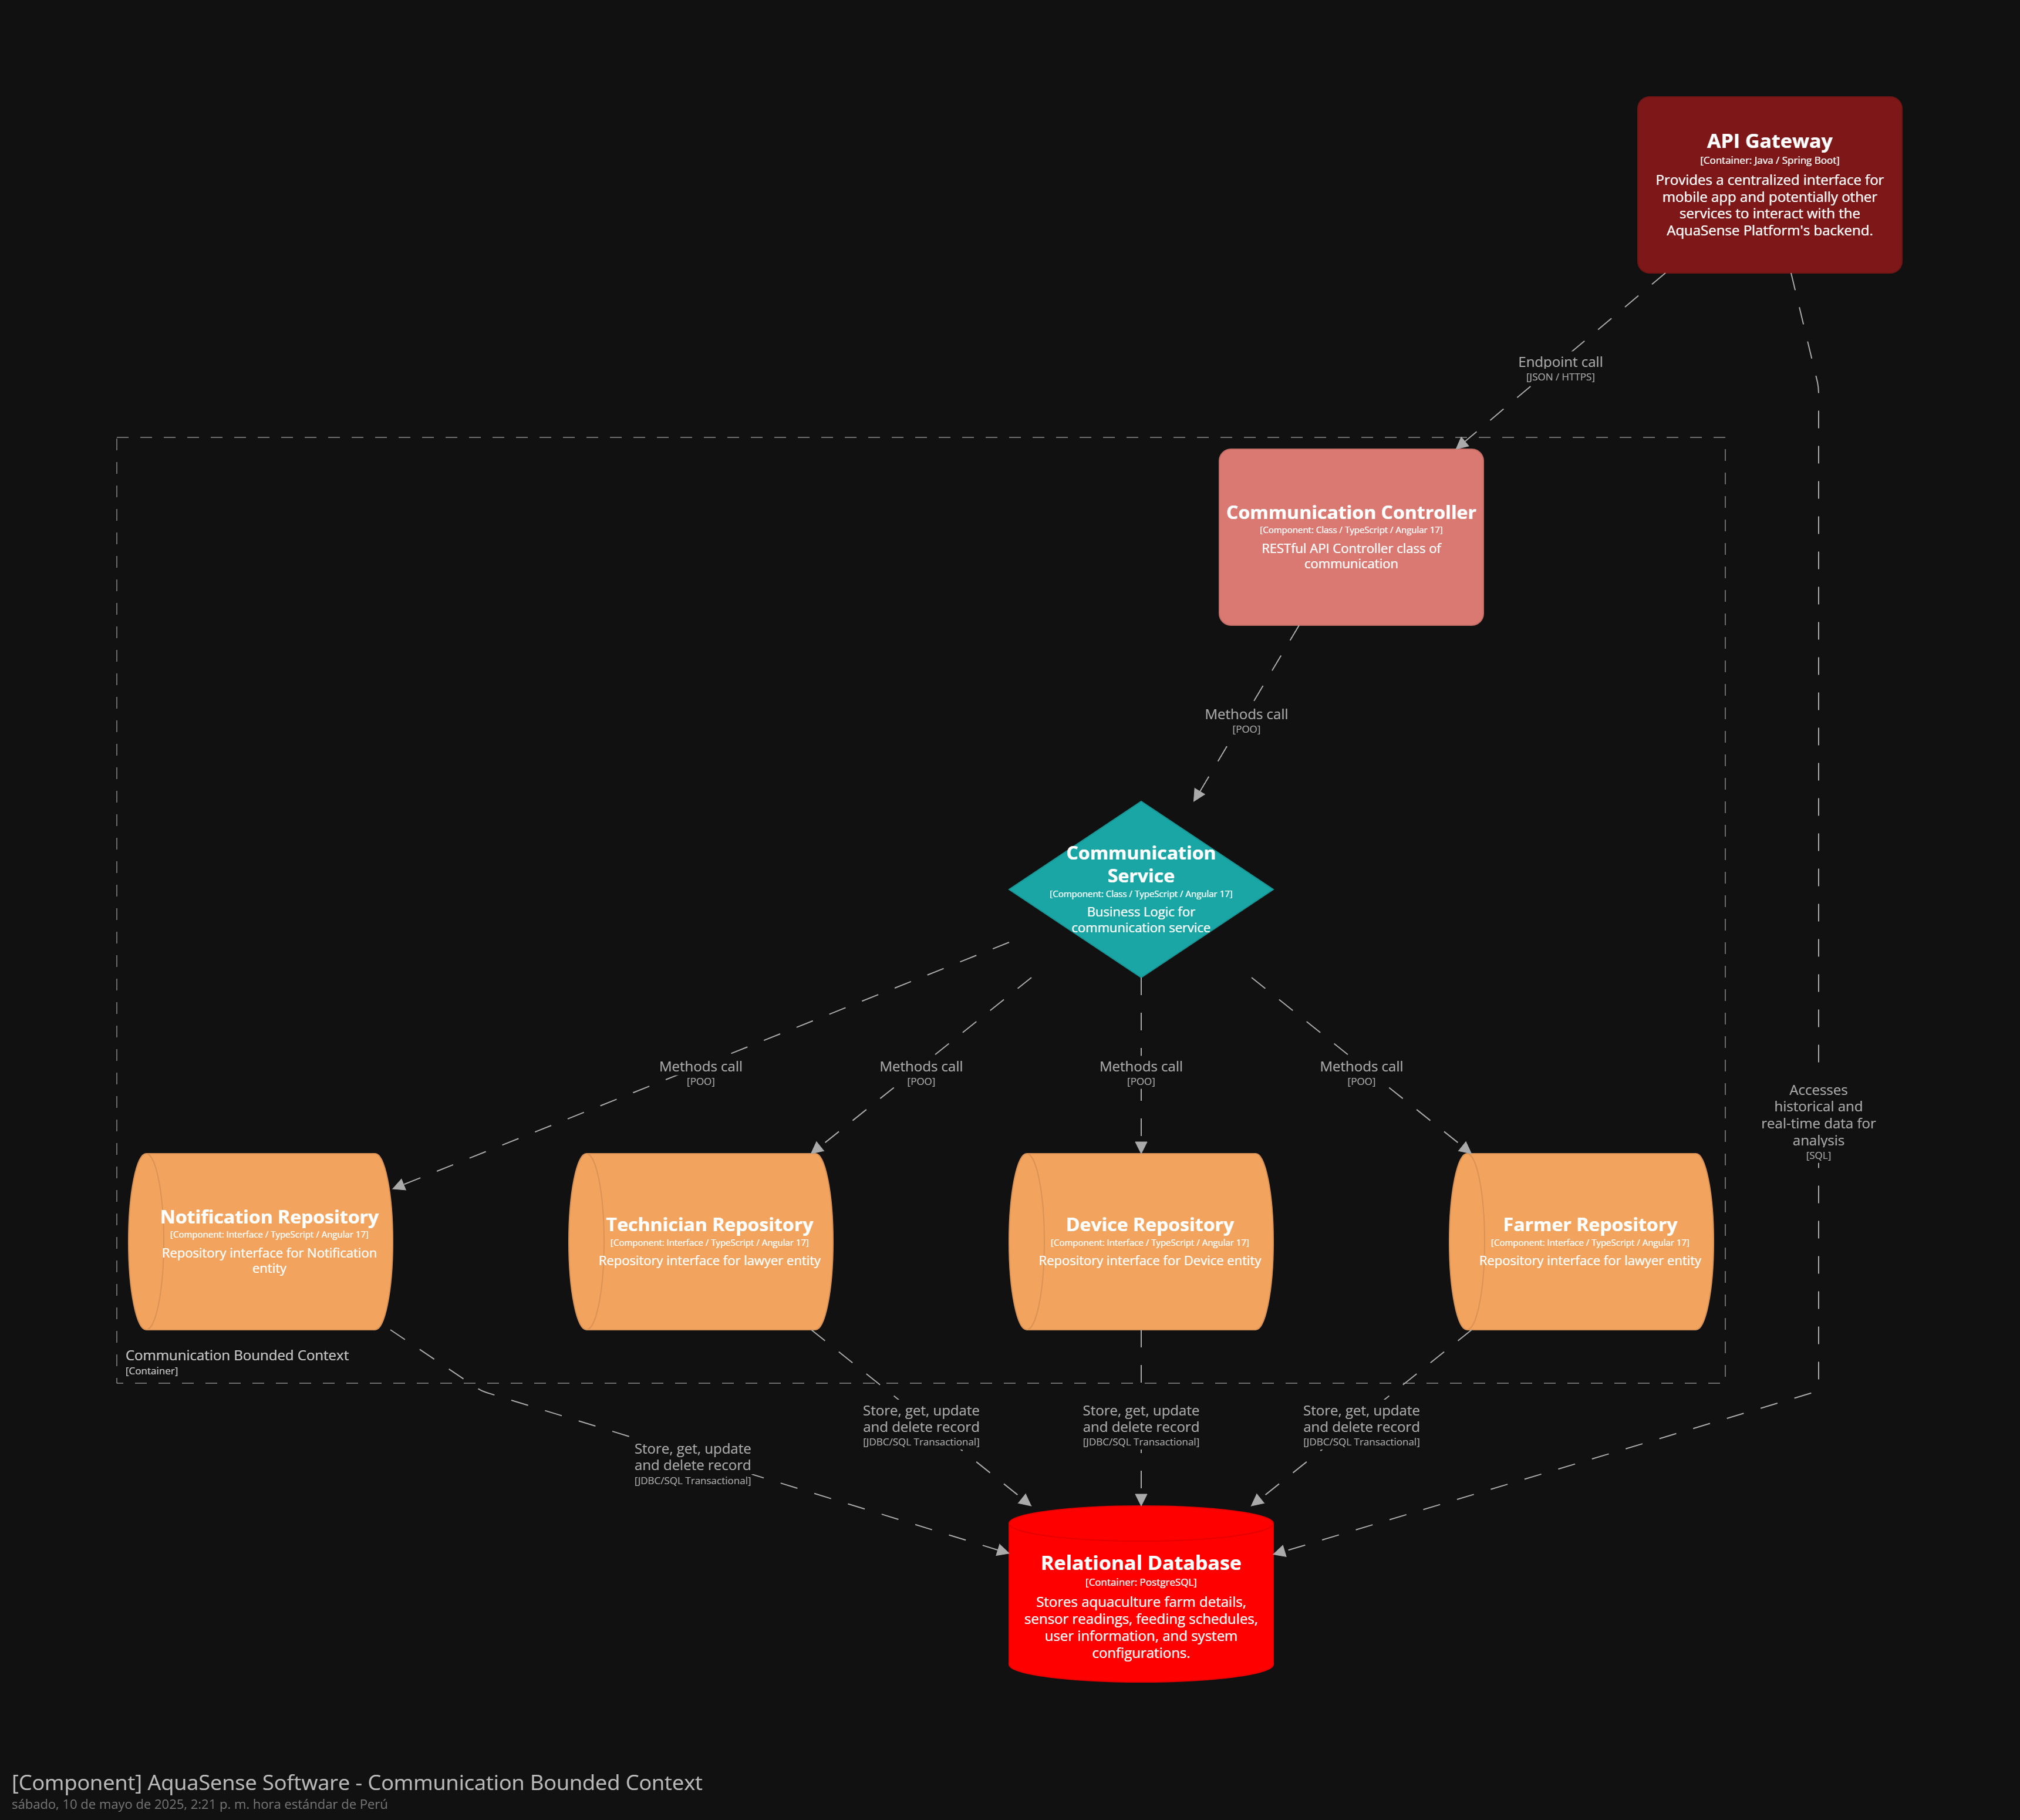 API Gateway
[Container: Java / Spring Boot]
Provides a centralized interface for
mobile app and potentially other
services to interact with the
AquaSense Platform's backend.
Endpoint call
[JSON / HTTPS]
Communication Controller
[Component: Class / TypeScript / Angular 17]
RESTful API Controller class of
communication
Methods call
[POO]
Communication
Service
[Component: Class / TypeScript / Angular 17]
Business Logic for
communication service
Methods call
[POO]
Methods call
[POO]
Methods call
[POO]
Methods call
[POO]
Accesses
historical and
real-time data for
analysis
[SQL]
Notification Repository
[Component: Interface / TypeScript / Angular 17]
Repository interface for Notification
entity
Technician Repository
[Component: Interface / TypeScript / Angular 17]
Repository interface for lawyer entity
Device Repository
[Component: Interface / TypeScript / Angular 17]
Repository interface for Device entity
Farmer Repository
[Component: Interface / TypeScript / Angular 17]
Repository interface for lawyer entity
Communication Bounded Context
[Container]
Store, get, update
and delete record
[JDBC/SQL Transactional]
Store, get, update
and delete record
[JDBC/SQL Transactional]
Store, get, update
and delete record
[JDBC/SQL Transactional]
Store, get, update
and delete record
[JDBC/SQL Transactional]
Relational Database
[Container: PostgreSQL]
Stores aquaculture farm details,
sensor readings, feeding schedules,
user information, and system
configurations.
[Component] AquaSense Software - Communication Bounded Context
sábado, 10 de mayo de 2025, 2:21 p. m. hora estándar de Perú